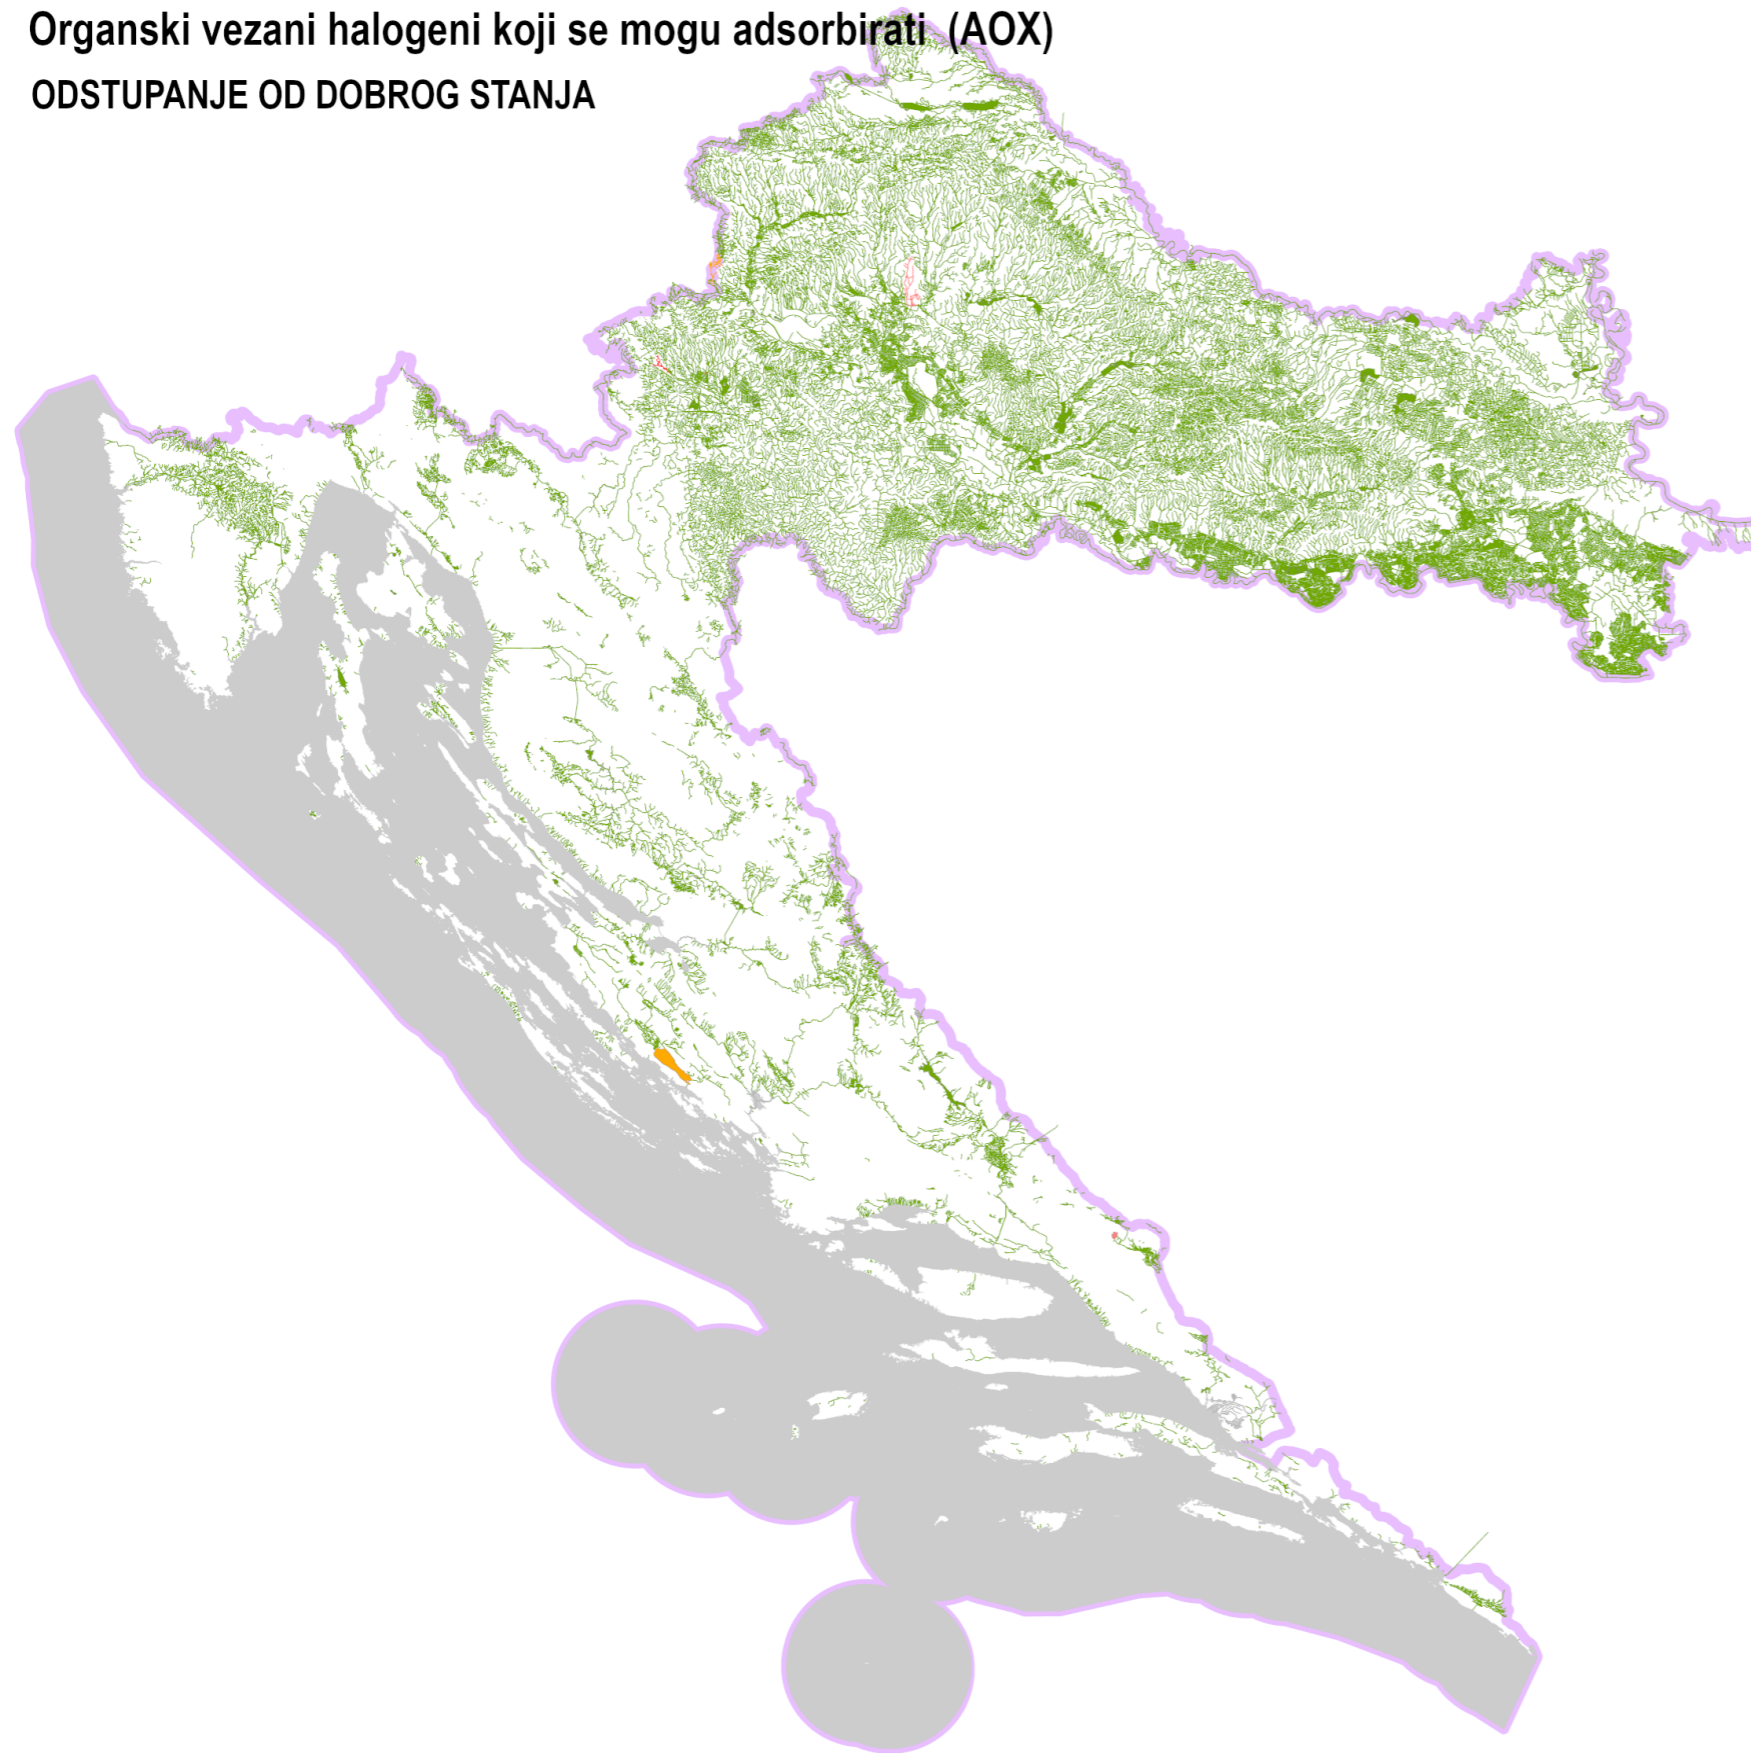 Organski vezani halogeni koji se mogu adsorbirati (AOX)
ODSTUPANJE OD DOBROG STANJA